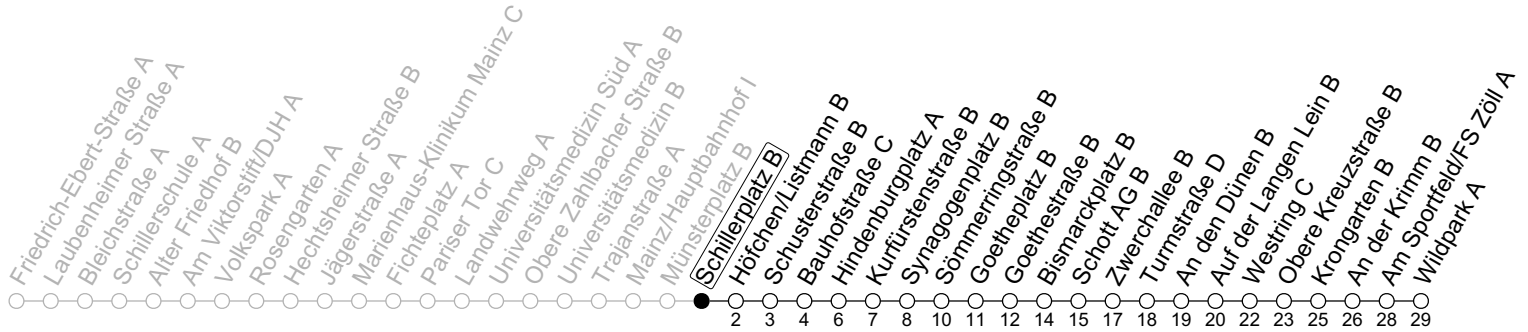 Friedrich-Ebert-Straße A
Laubenheimer Straße A
Bleichstraße A
Schillerschule A
Alter Friedhof B
Am Viktorstift/DJH A
Volkspark A
Rosengarten A
Hechtsheimer Straße B
Jägerstraße A
Marienhaus-Klinikum Mainz C
Fichteplatz A
Pariser Tor C
Landwehrweg A
Universitätsmedizin Süd A
Obere Zahlbacher Straße B
Universitätsmedizin B
Trajanstraße A
Mainz/Hauptbahnhof I
Münsterplatz B
Schillerplatz B
Höfchen/Listmann B
Schusterstraße B
Bauhofstraße C
Hindenburgplatz A
Kurfürstenstraße B
Synagogenplatz B
Sömmerringstraße B
Goetheplatz B
Goethestraße B
Bismarckplatz B
Schott AG B
Zwerchallee B
Turmstraße D
An den Dünen B
Auf der Langen Lein B
Westring C
Obere Kreuzstraße B
Krongarten B
An der Krimm B
Am Sportfeld/FS Zöll A
Wildpark A
2 3 4 6 7 8 10 11 12 14 15 17 18 19 20 22 23 25 26 28 29